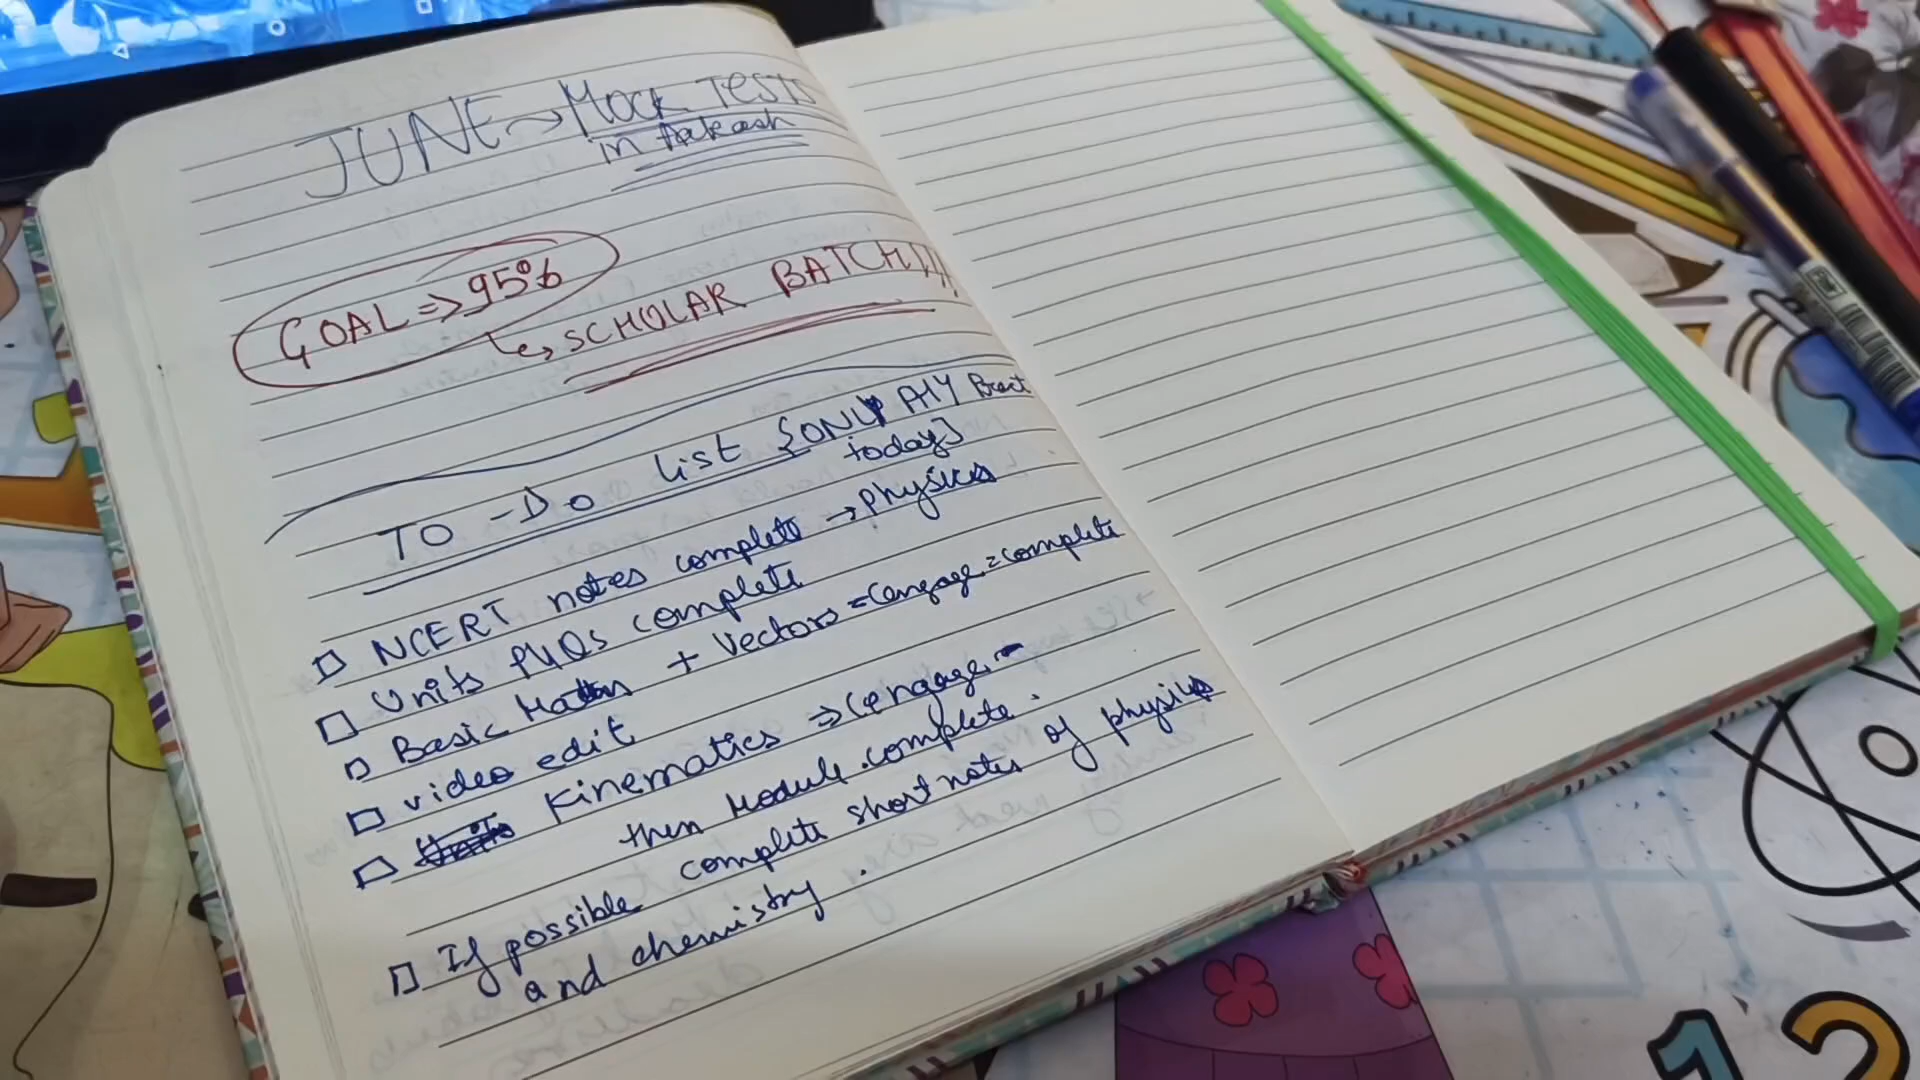 JUNE → Mock TESTS
in Aakash
GOAL ⇒ 95%
↳ SCHOLAR BATCH!!!!
TO-DO list {ONLY PHY
today]
□ NCERT notes complete → physics
□ Units PYQs complete
□ Basic Maths + Vectors = Cengage = complete
□ video edit
□ Kinematics ⇒ Cengage -
then Module complete.
□ If possible complete short notes of physics
and chemistry.
12